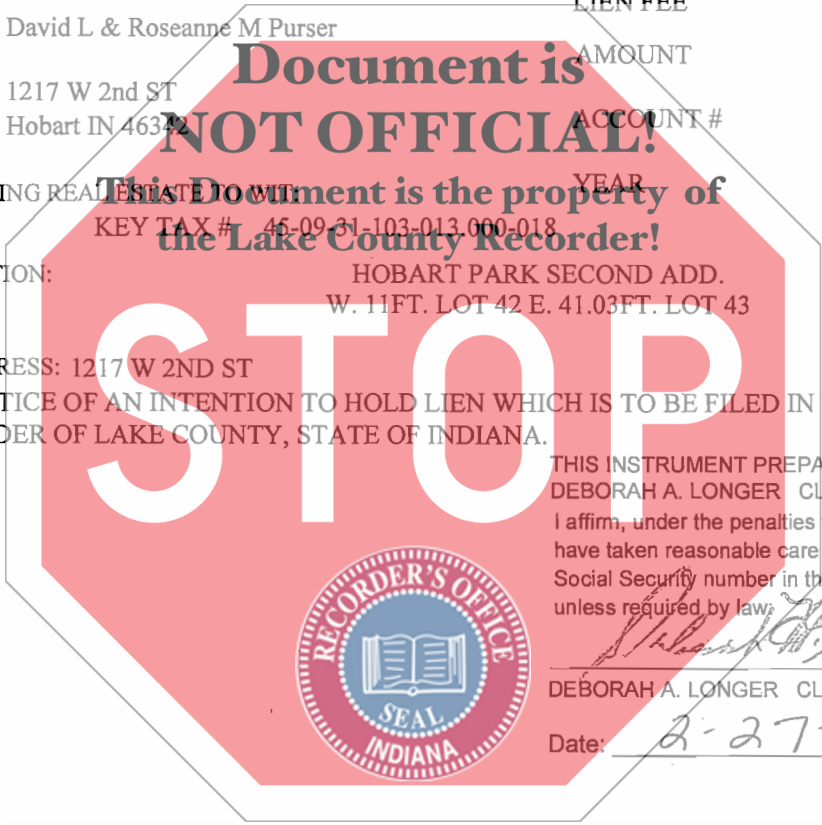 LIEN FEE
David L & Roseanne M Purser
Document is
AMOUNT
1217 W 2nd ST
Hobart IN 46342
NOT OFFICIAL!
ACCOUNT #
YEAR
ING REAL ESTATE TO WIT:
This Document is the property of
KEY TAX # 45-09-31-103-013.000-018
the Lake County Recorder!
TION:
HOBART PARK SECOND ADD.
W. 11FT. LOT 42 E. 41.03FT. LOT 43
STOP
RESS: 1217 W 2ND ST
TICE OF AN INTENTION TO HOLD LIEN WHICH IS TO BE FILED IN
DER OF LAKE COUNTY, STATE OF INDIANA.
THIS INSTRUMENT PREPA
DEBORAH A. LONGER CL
I affirm, under the penalties
have taken reasonable care
Social Security number in th
unless required by law.
RECORDER'S OFFICE
SEAL
INDIANA
DEBORAH A. LONGER CL
Date: 2-27-